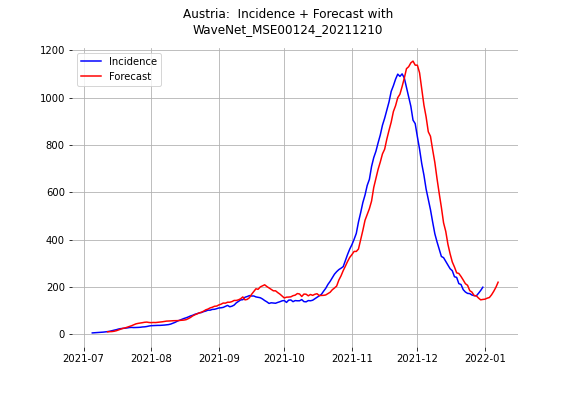 Austria:  Incidence + Forecast with
WaveNet_MSE00124_20211210
Incidence
Forecast
1200
1000
800
600
400
200
0
2021-07 2021-08 2021-09 2021-10 2021-11 2021-12 2022-01